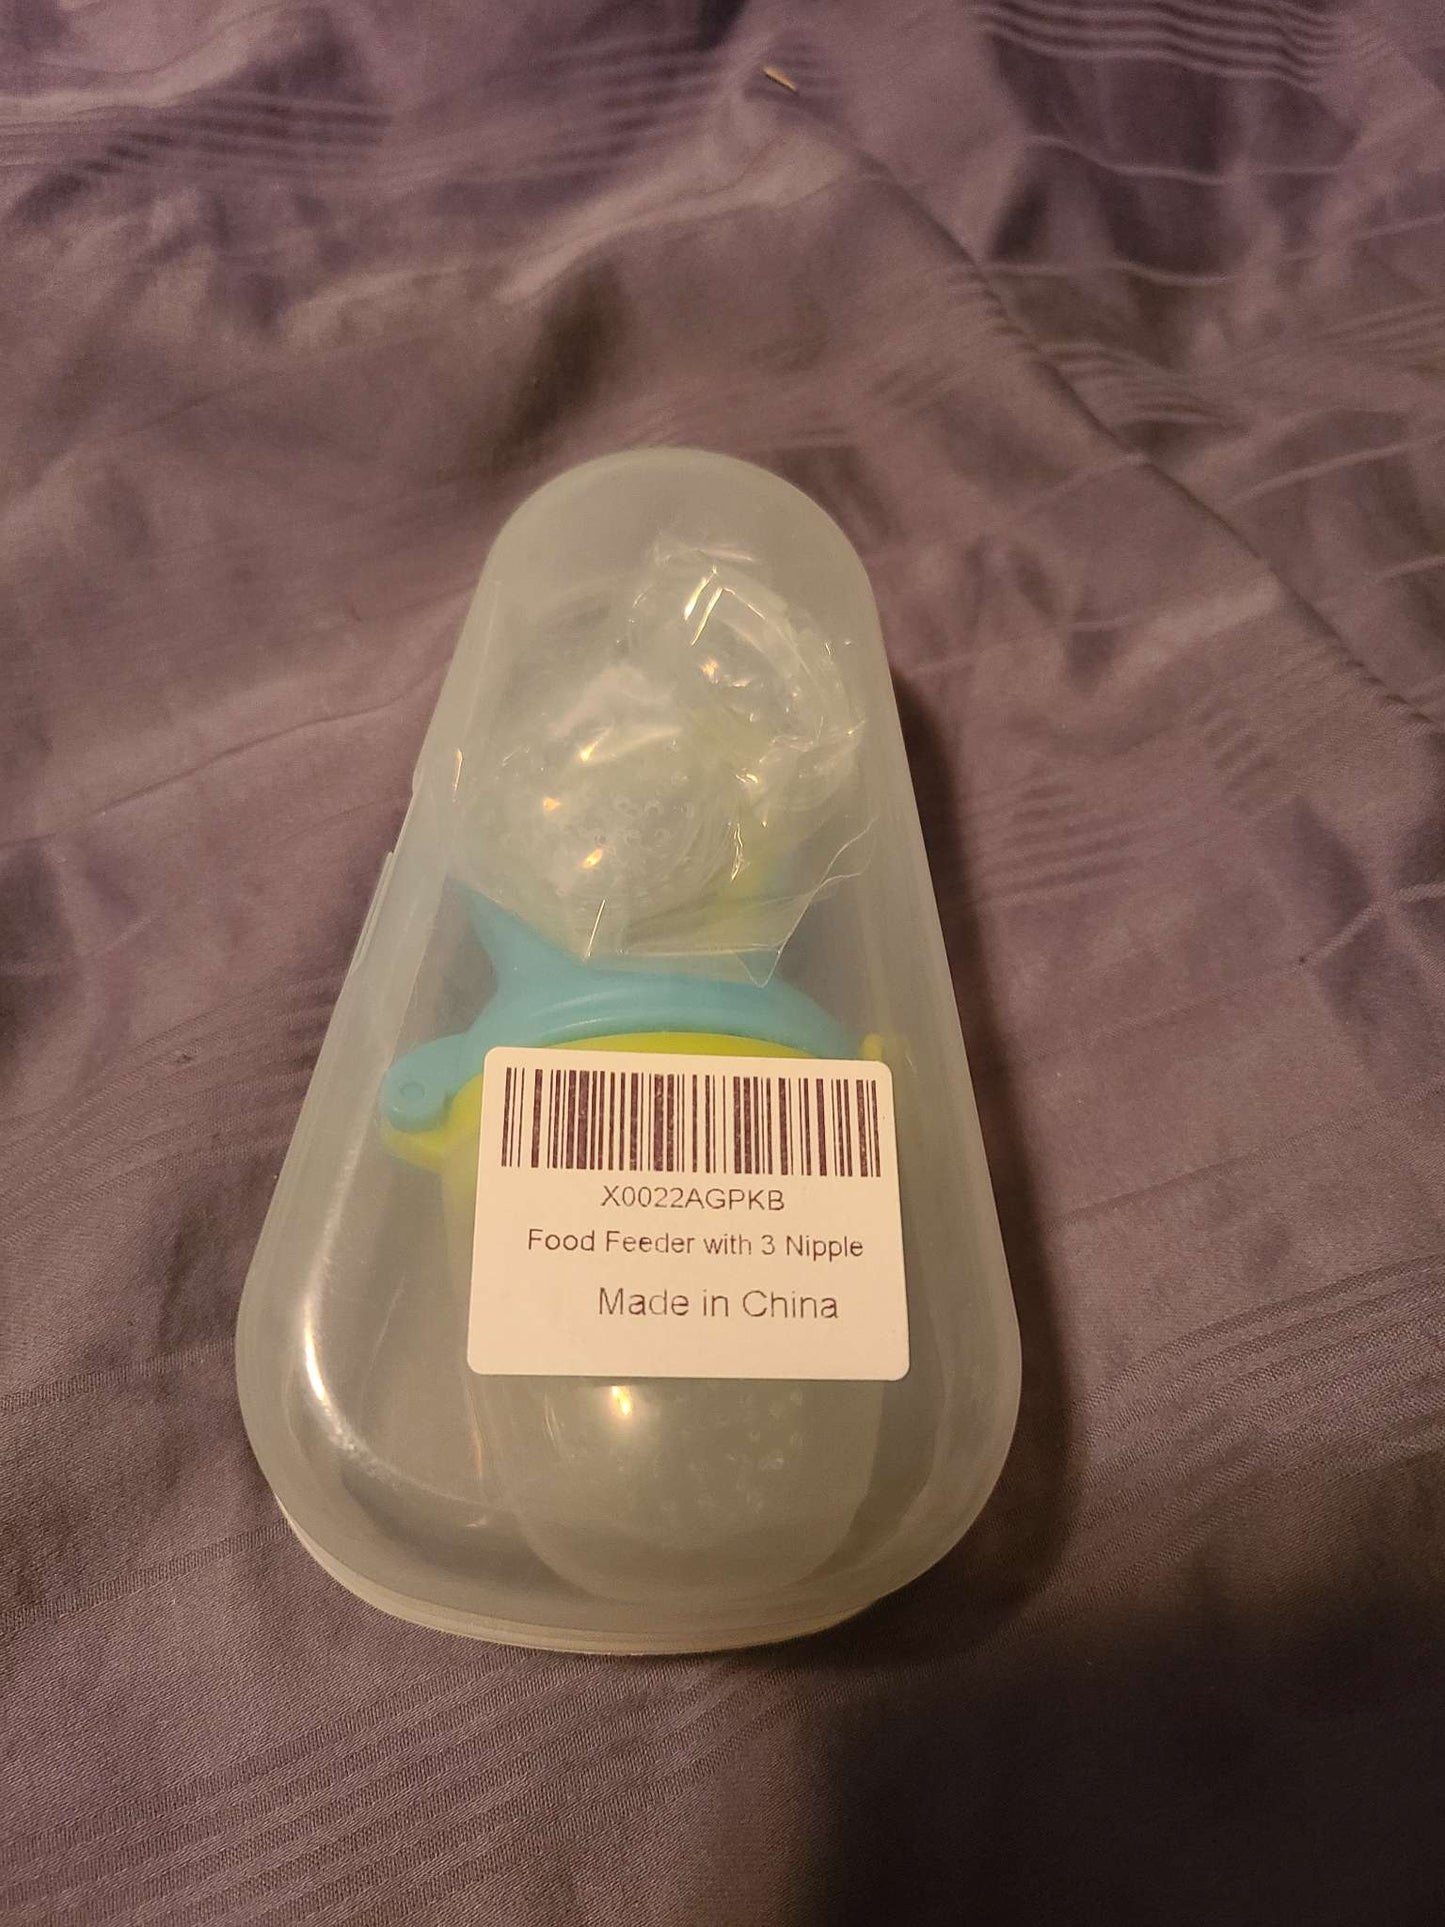 X0022AGPKB
Food Feeder with 3 Nipple
Made in China